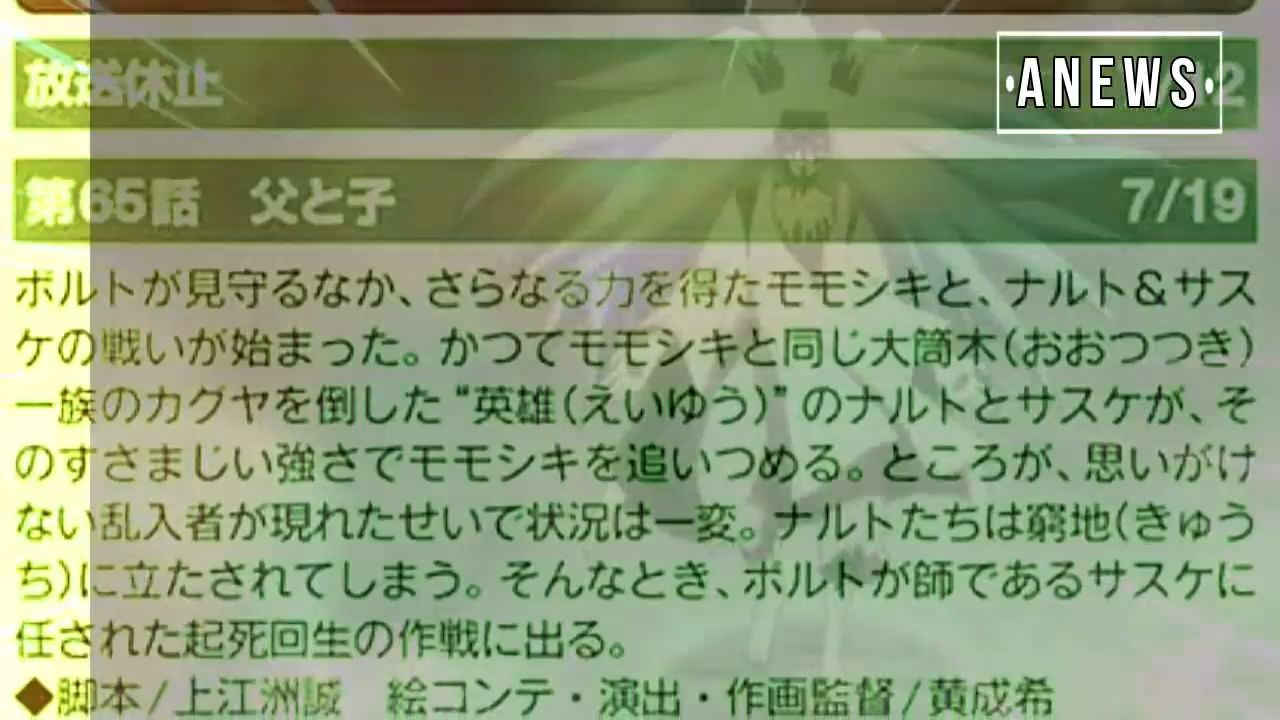 放送休止
·ANEWS·
第65話 父と子 7/19
ボルトが見守るなか、さらなる力を得たモモシキと、ナルト&サス
ケの戦いが始まった。かつてモモシキと同じ大筒木(おおつつき)
一族のカグヤを倒した“英雄(えいゆう)”のナルトとサスケが、そ
のすさまじい強さでモモシキを追いつめる。ところが、思いがけ
ない乱入者が現れたせいで状況は一変。ナルトたちは窮地(きゅう
ち)に立たされてしまう。そんなとき、ボルトが師であるサスケに
任された起死回生の作戦に出る。
◆脚本/上江洲誠 絵コンテ・演出・作画監督/黄成希